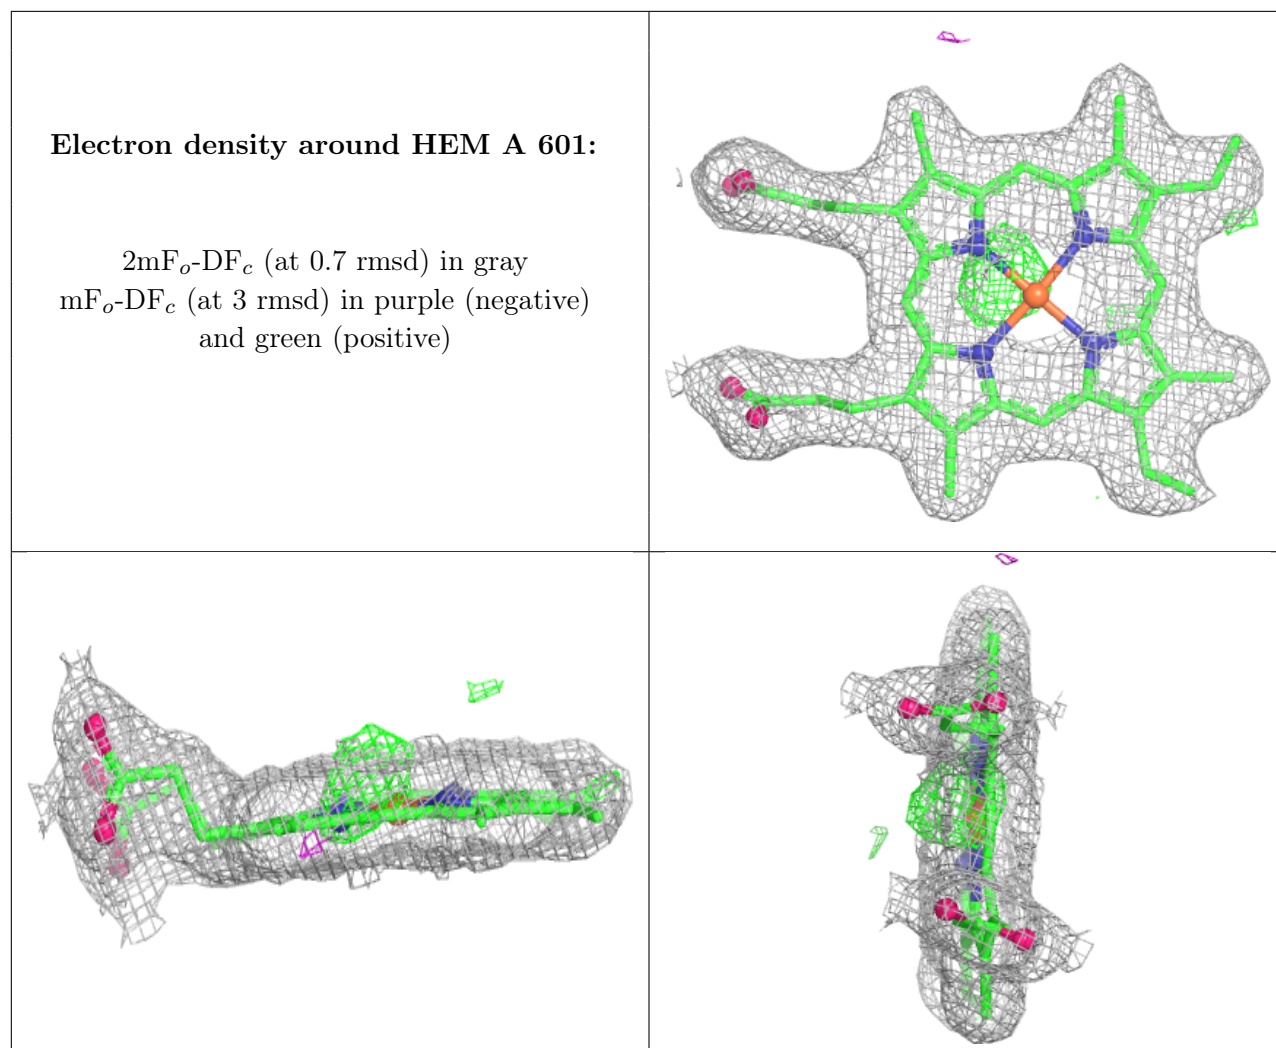 Electron density around HEM A 601:
2mFₒ-DF𝒸 (at 0.7 rmsd) in gray
mFₒ-DF𝒸 (at 3 rmsd) in purple (negative)
and green (positive)